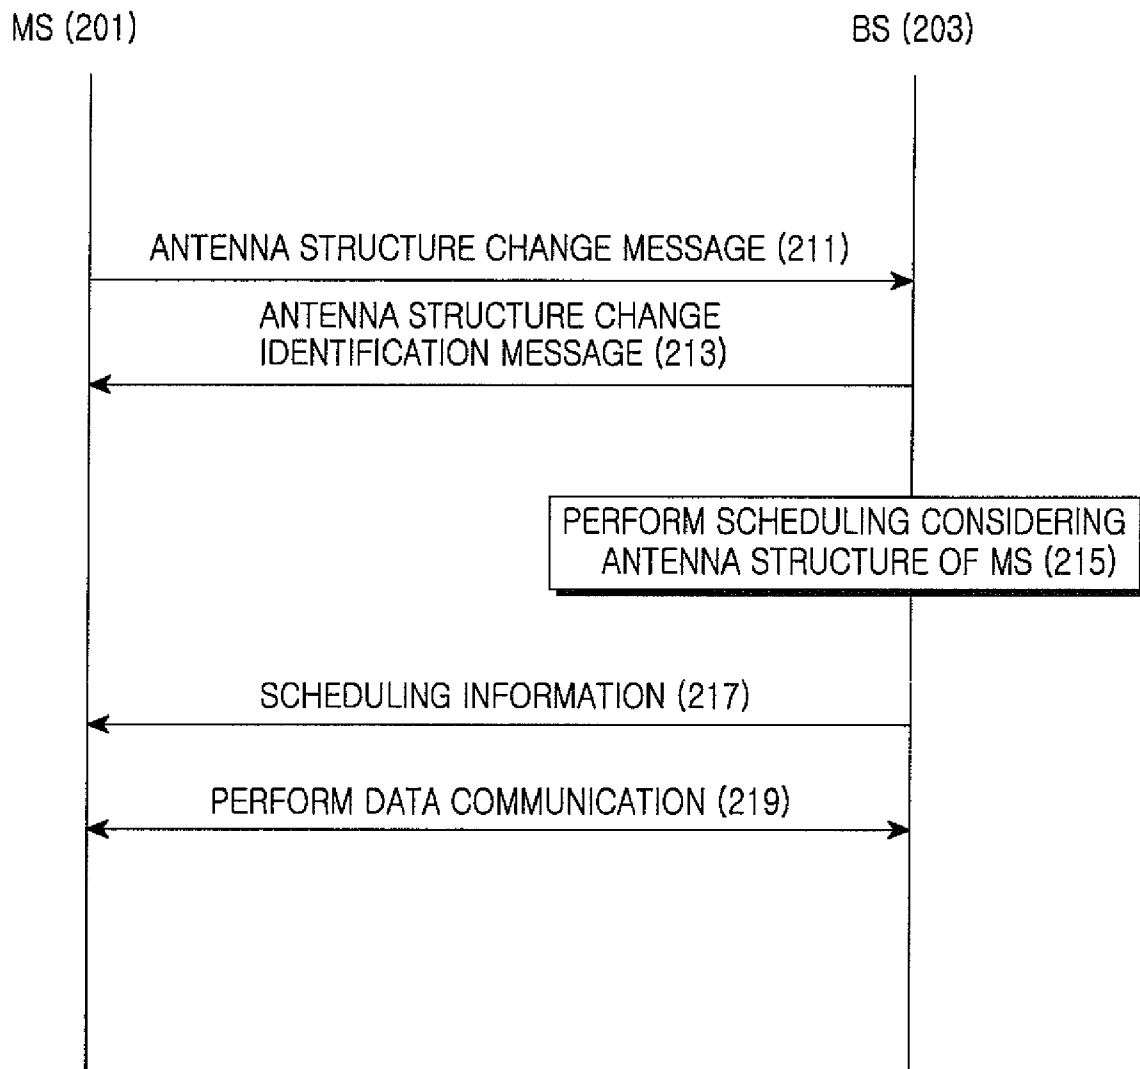 MS (201)
BS (203)
ANTENNA STRUCTURE CHANGE MESSAGE (211)
ANTENNA STRUCTURE CHANGE
IDENTIFICATION MESSAGE (213)
PERFORM SCHEDULING CONSIDERING
ANTENNA STRUCTURE OF MS (215)
SCHEDULING INFORMATION (217)
PERFORM DATA COMMUNICATION (219)